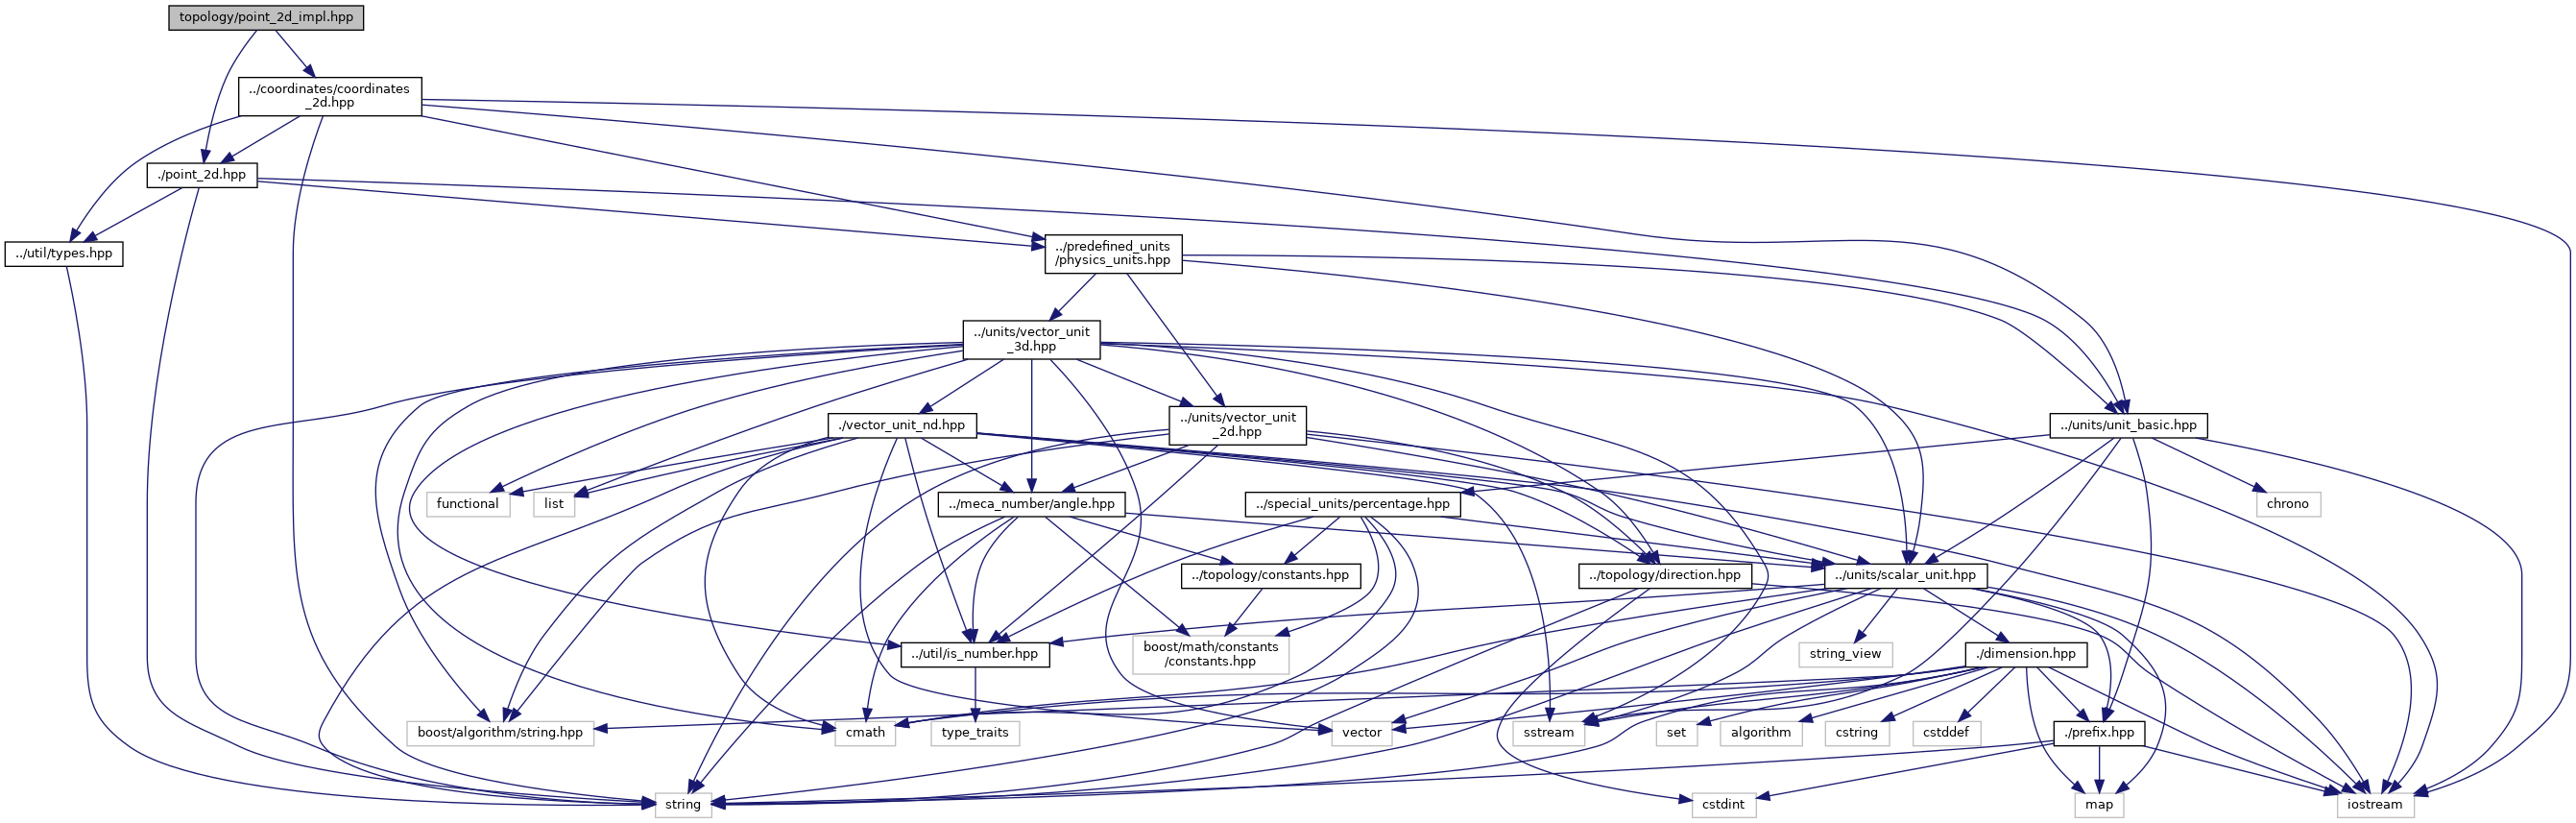 topology/point_2d_impl.hpp
../coordinates/coordinates
_2d.hpp
./point_2d.hpp
../util/types.hpp
../predefined_units
/physics_units.hpp
../units/vector_unit
_3d.hpp
./vector_unit_nd.hpp
../units/vector_unit
_2d.hpp
../units/unit_basic.hpp
functional
list
../meca_number/angle.hpp
../special_units/percentage.hpp
chrono
../topology/constants.hpp
../topology/direction.hpp
../units/scalar_unit.hpp
../util/is_number.hpp
boost/math/constants
/constants.hpp
string_view
./dimension.hpp
boost/algorithm/string.hpp
cmath
type_traits
vector
sstream
set
algorithm
cstring
cstddef
./prefix.hpp
string
cstdint
map
iostream